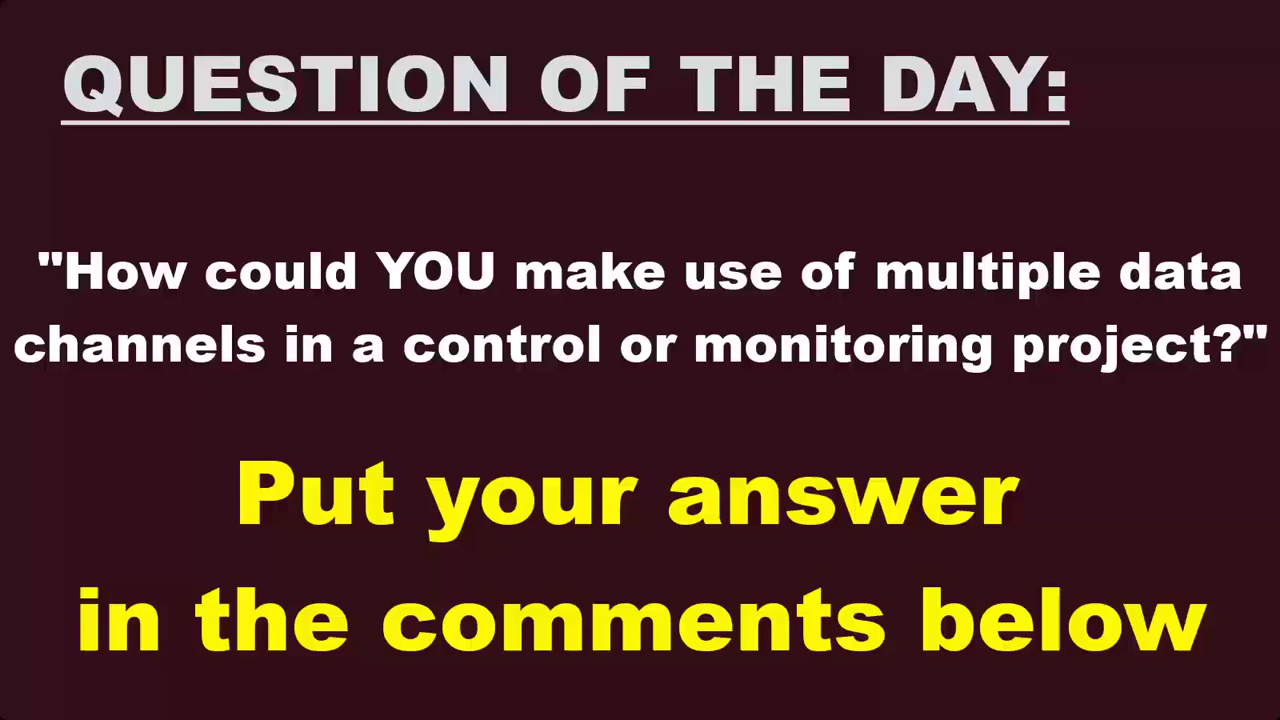 QUESTION OF THE DAY:
"How could YOU make use of multiple data
channels in a control or monitoring project?"
Put your answer
in the comments below